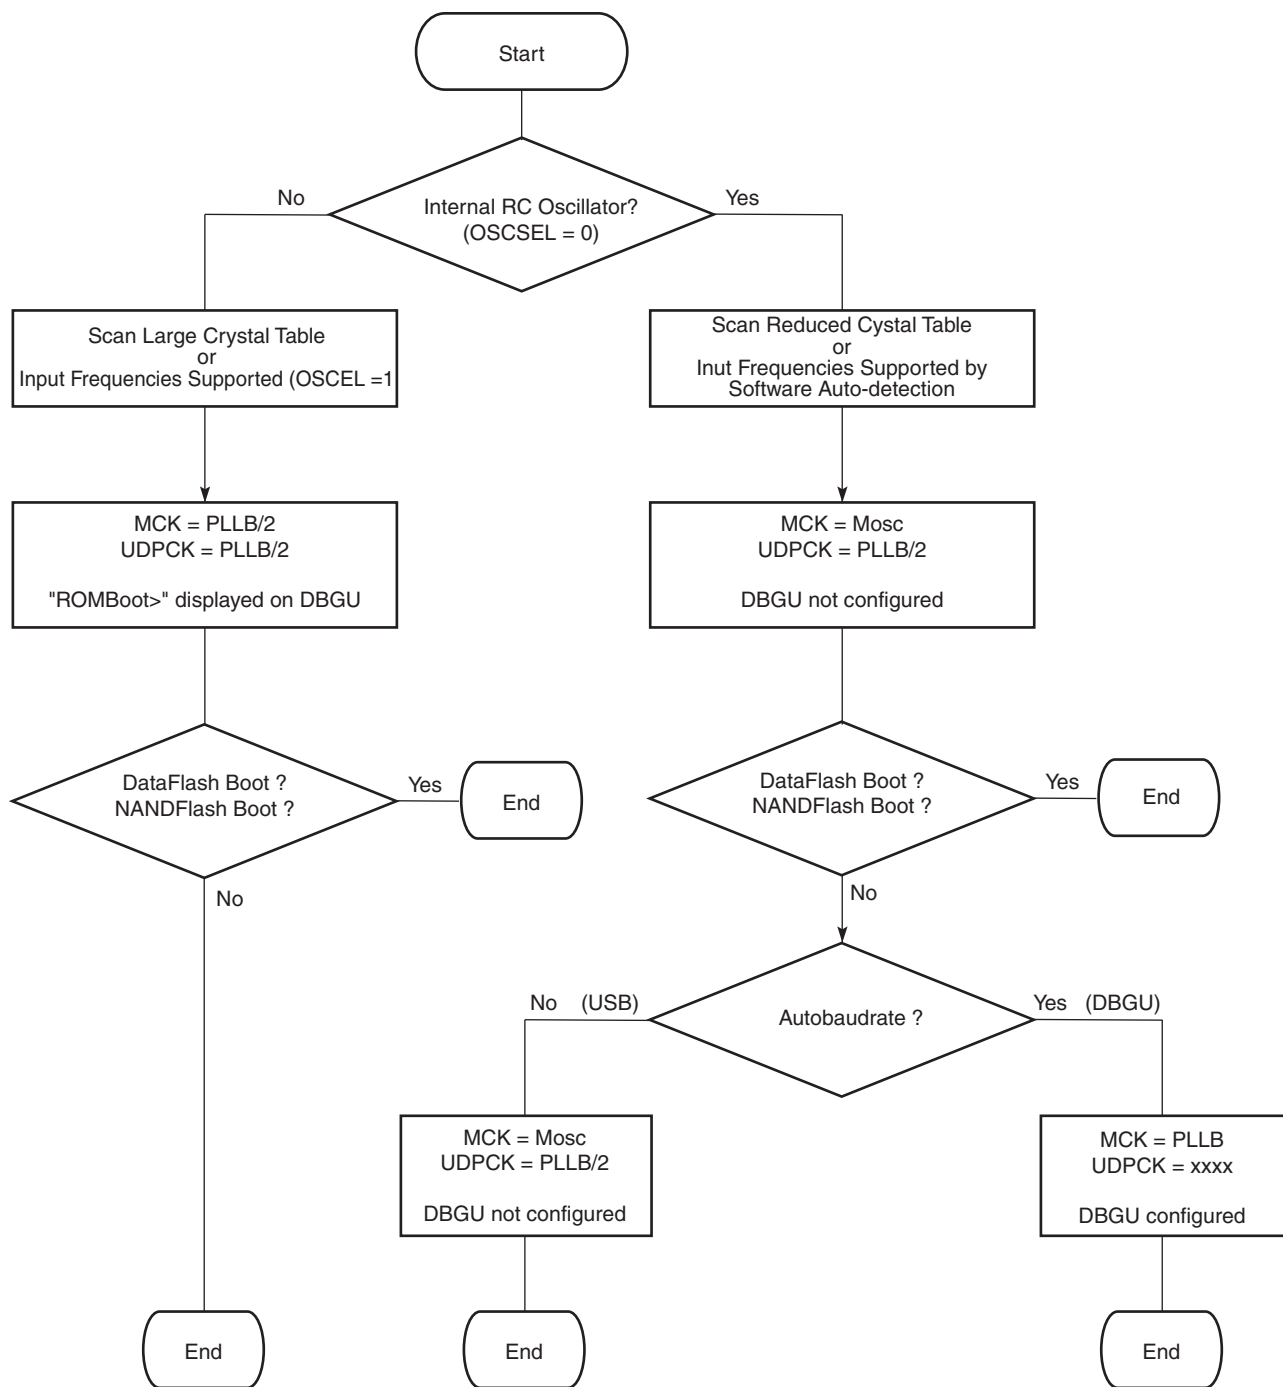 Start
Internal RC Oscillator?
(OSCSEL = 0)
No
Yes
Scan Large Crystal Table
or
Input Frequencies Supported (OSCEL =1
Scan Reduced Cystal Table
or
Inut Frequencies Supported by
Software Auto-detection
MCK = PLLB/2
UDPCK = PLLB/2
"ROMBoot>" displayed on DBGU
MCK = Mosc
UDPCK = PLLB/2
DBGU not configured
DataFlash Boot ?
NANDFlash Boot ?
Yes
End
No
DataFlash Boot ?
NANDFlash Boot ?
Yes
End
No
Autobaudrate ?
No (USB)
Yes (DBGU)
MCK = Mosc
UDPCK = PLLB/2
DBGU not configured
MCK = PLLB
UDPCK = xxxx
DBGU configured
End
End
End